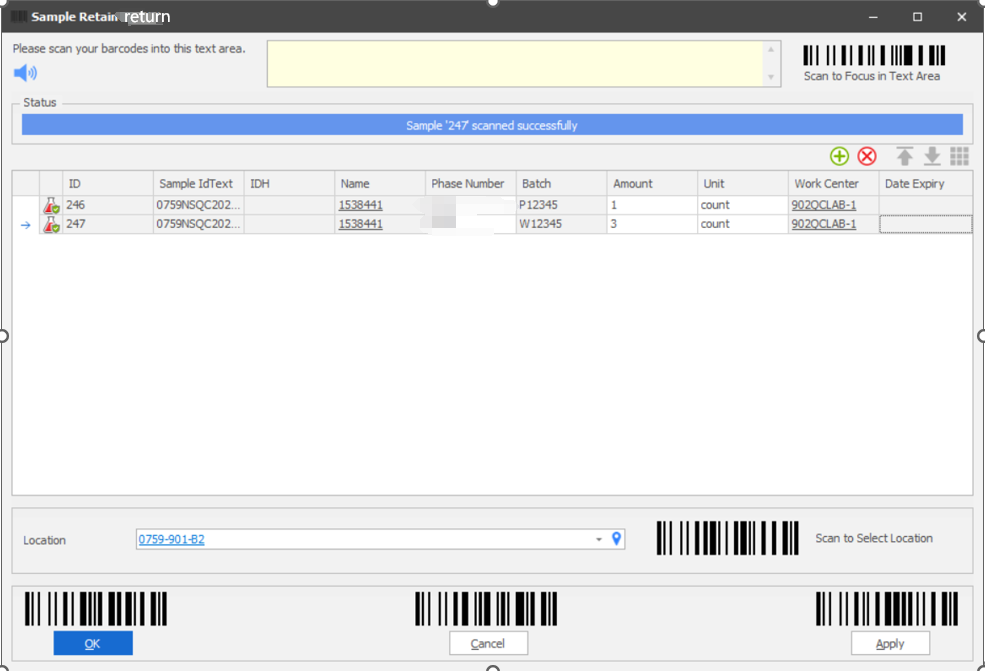 Sample Retain return
Please scan your barcodes into this text area.
Scan to Focus in Text Area
Status
Sample '247' scanned successfully
ID Sample IdText IDH Name Phase Number Batch Amount Unit Work Center Date Expiry
246 0759NSQC202... 1538441 P12345 1 count 902QCLAB-1
247 0759NSQC202... 1538441 W12345 3 count 902QCLAB-1
Location 0759-901-B2 Scan to Select Location
OK Cancel Apply